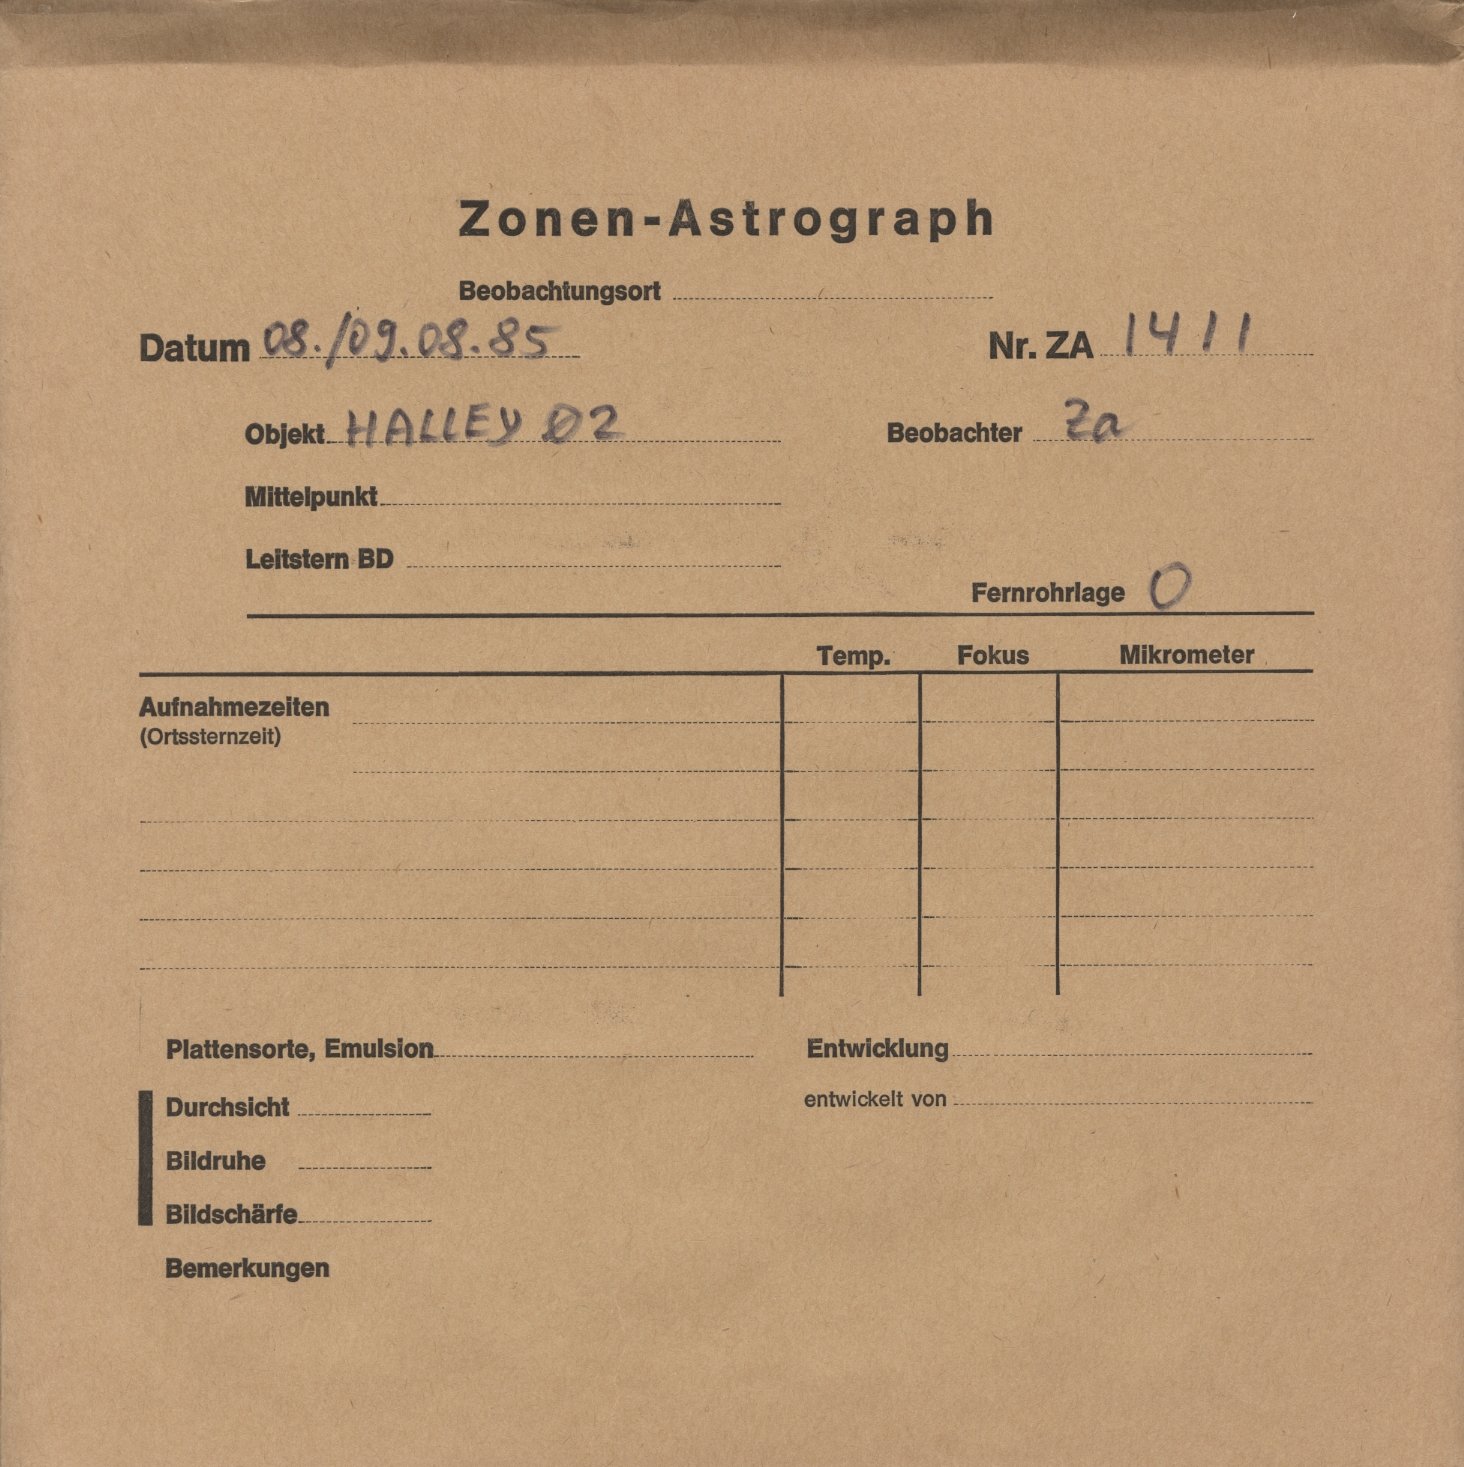 Zonen-Astrograph
Beobachtungsort
Datum 08./09.08.85 Nr. ZA 1411
Objekt HALLEY 02 Beobachter Za
Mittelpunkt
Leitstern BD
Fernrohrlage O
Temp. Fokus Mikrometer
Aufnahmezeiten
(Ortssternzeit)
Plattensorte, Emulsion Entwicklung
Durchsicht entwickelt von
Bildruhe
Bildschärfe
Bemerkungen